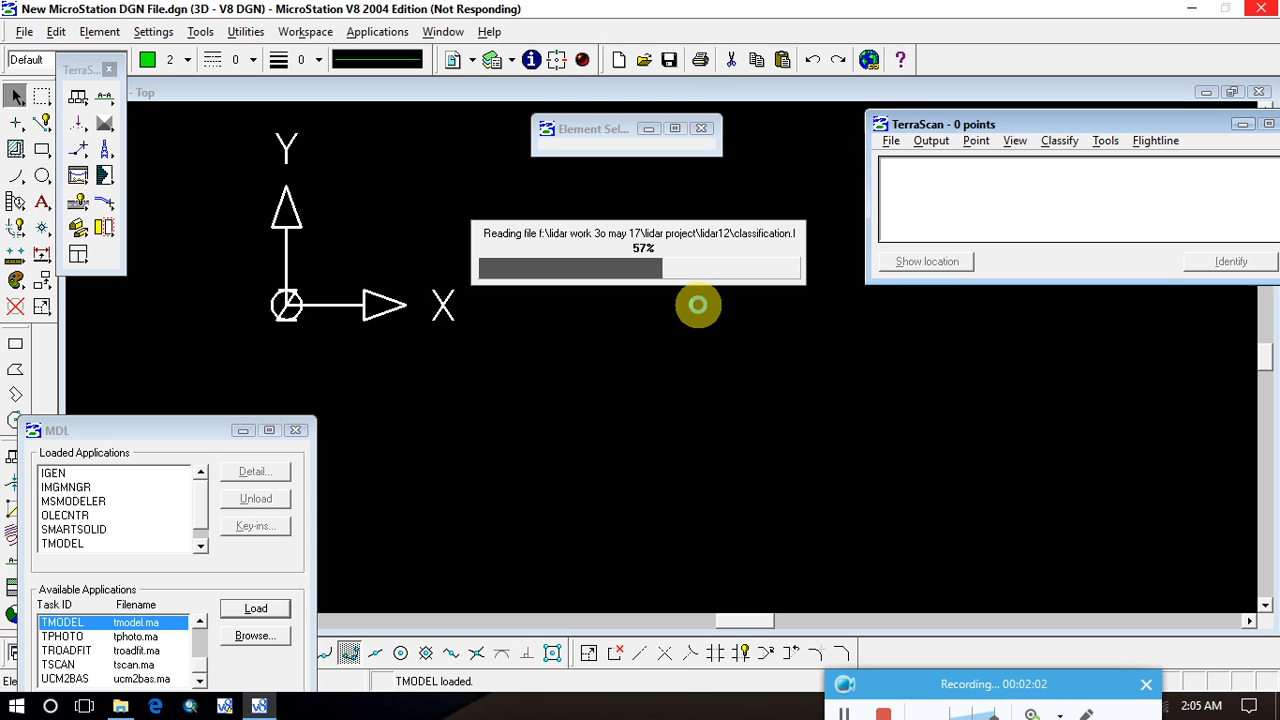 New MicroStation DGN File.dgn (3D - V8 DGN) - MicroStation V8 2004 Edition (Not Responding)
File Edit Element Settings Tools Utilities Workspace Applications Window Help
Default 2 0 0
TerraS...
- Top
Y
X
Element Sel...
TerraScan - 0 points
File Output Point View Classify Tools Flightline
Show location Identify
Reading file f:\lidar work 3o may 17\lidar project\lidar12\classification.l
57%
MDL
Loaded Applications
IGEN
IMGMNGR
MSMODELER
OLECNTR
SMARTSOLID
TMODEL
Detail...
Unload
Key-ins...
Available Applications
Task ID Filename
TMODEL tmodel.ma
TPHOTO tphoto.ma
TROADFIT troadfit.ma
TSCAN tscan.ma
UCM2BAS ucm2bas.ma
Load
Browse...
Ele
TMODEL loaded.
Recording... 00:02:02
2:05 AM